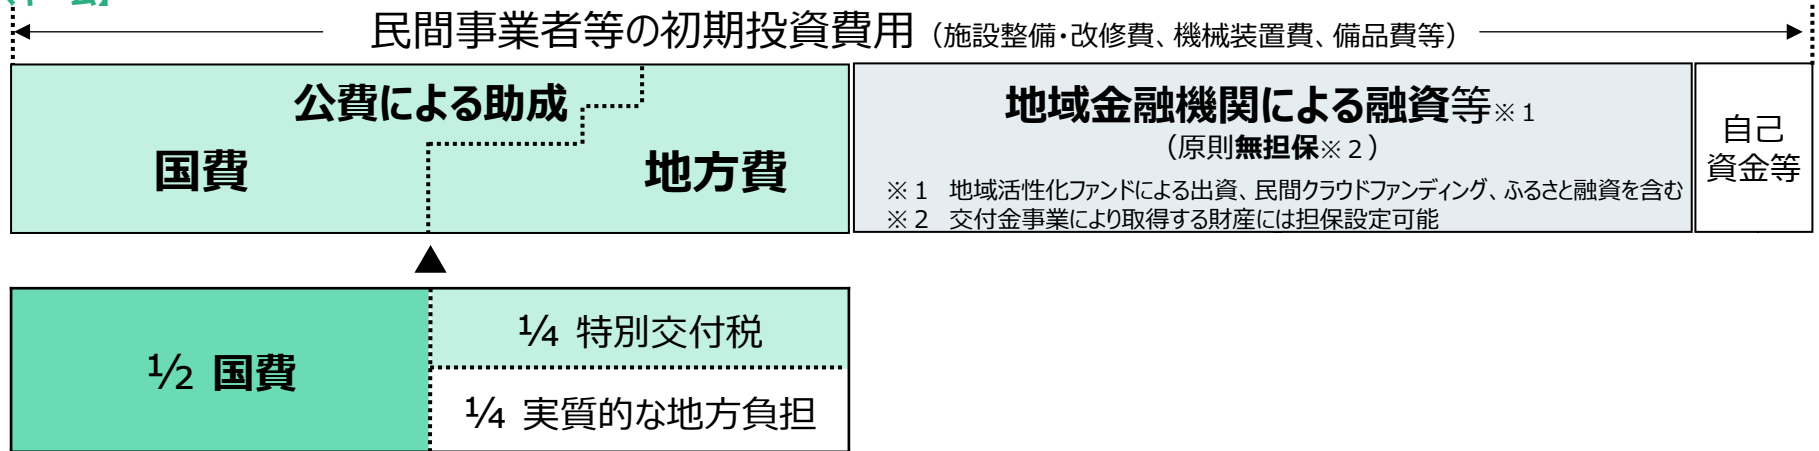 民間事業者等の初期投資費用（施設整備・改修費、機械装置費、備品費等）
公費による助成
国費
地方費
地域金融機関による融資等※１
（原則無担保※２）
※１　地域活性化ファンドによる出資、民間クラウドファンディング、ふるさと融資を含む
※２　交付金事業により取得する財産には担保設定可能
自己
資金等
½ 国費
¼ 特別交付税
¼ 実質的な地方負担